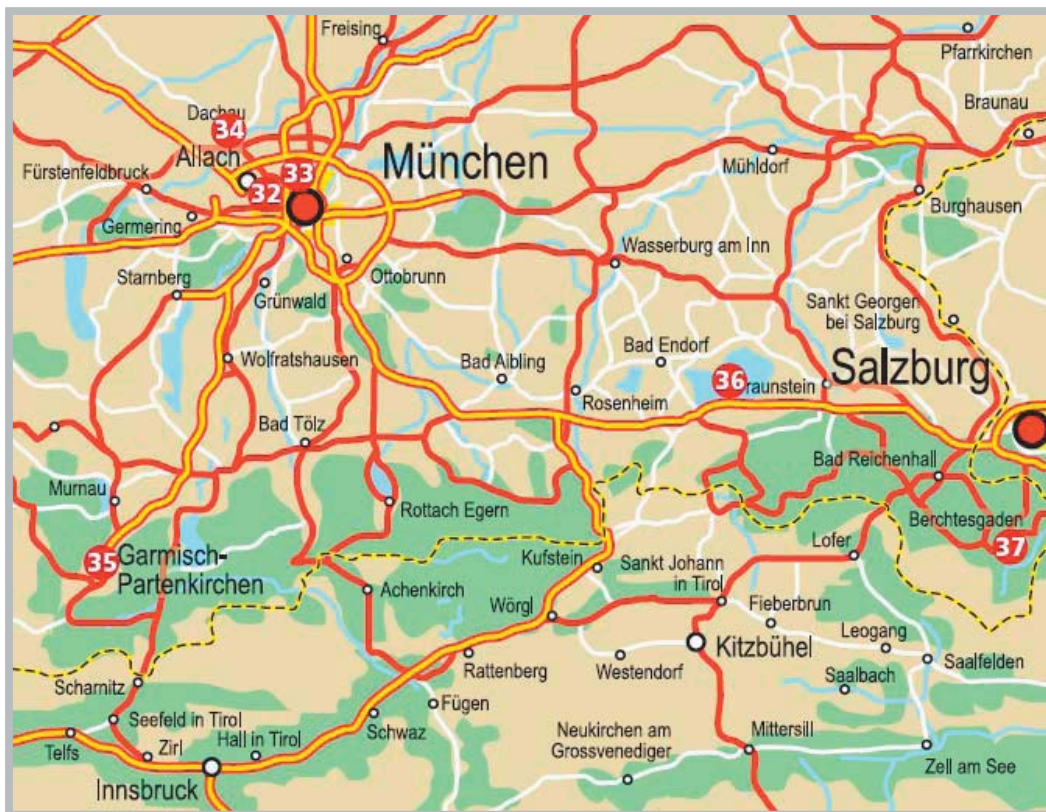 Freising
Pfarrkirchen
Dachau
34
Braunau
Allach
München
33
Mühldorf
Fürstenfeldbruck
32
Burghausen
Germering
Wasserburg am Inn
Ottobrunn
Starnberg
Grünwald
Sankt Georgen
bei Salzburg
Wolfratshausen
Bad Aibling
Bad Endorf
Salzburg
36
raunstein
Rosenheim
Bad Tölz
Bad Reichenhall
Murnau
Rottach Egern
Berchtesgaden
37
35
Garmisch-
Partenkirchen
Kufstein
Sankt Johann
in Tirol
Lofer
Achenkirch
Wörgl
Fieberbrun
Leogang
Kitzbühel
Rattenberg
Westendorf
Saalfelden
Scharnitz
Saalbach
Fügen
Seefeld in Tirol
Schwaz
Neukirchen am
Grossvenediger
Mittersill
Telfs
Zirl
Hall in Tirol
Zell am See
Innsbruck